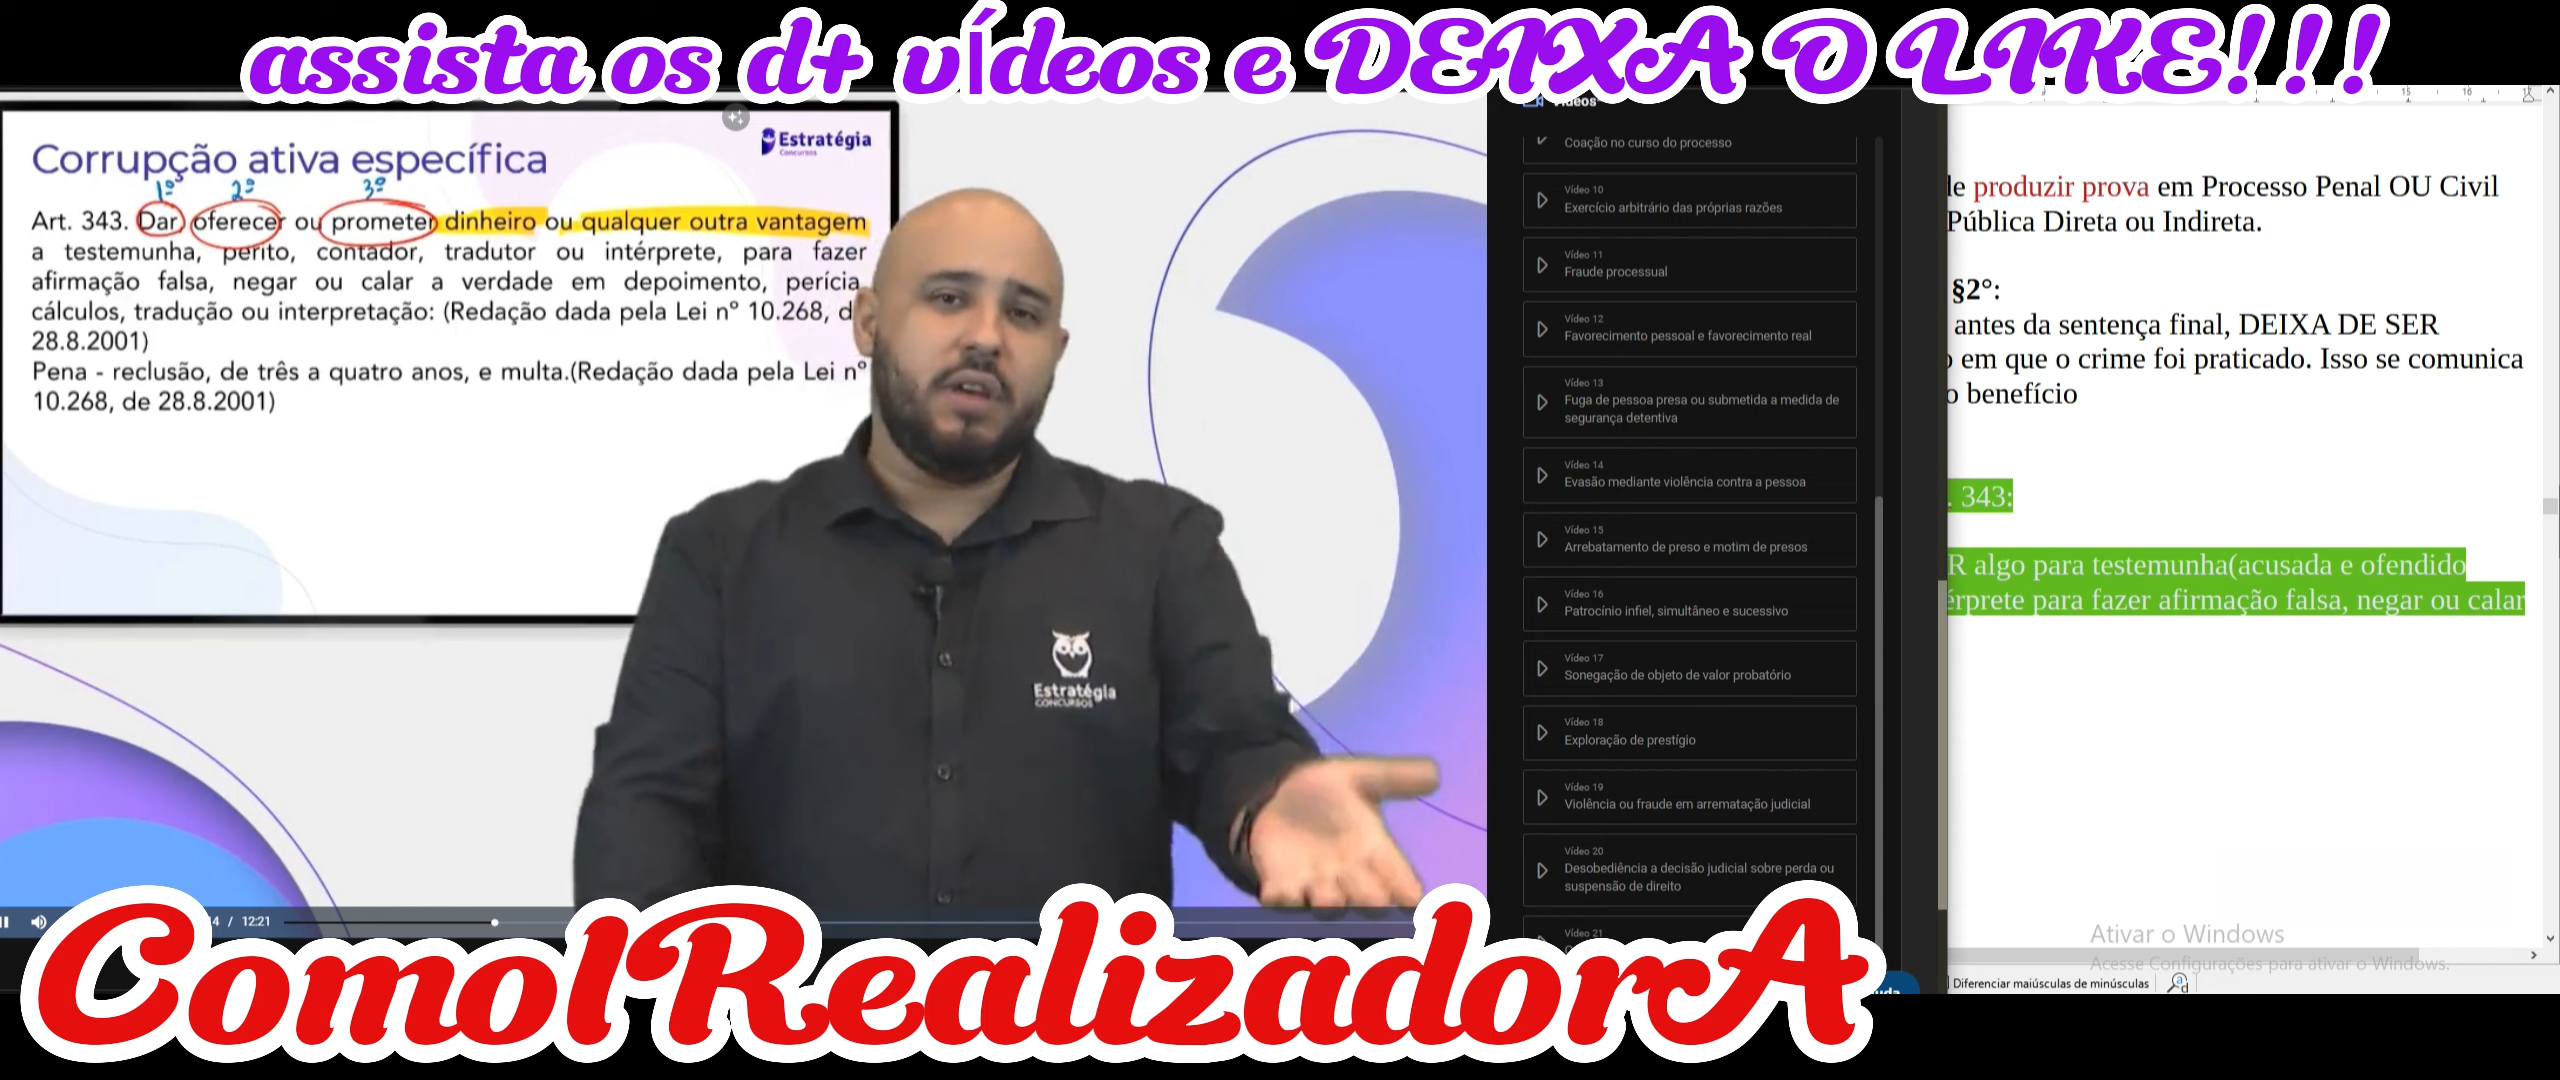 assista os d+ vÍdeos e DEIXA O LIKE!!!
Estratégia
Concursos
Corrupção ativa específica
1º 2º 3º
Art. 343. Dar, oferecer ou prometer dinheiro ou qualquer outra vantagem
a testemunha, perito, contador, tradutor ou intérprete, para fazer
afirmação falsa, negar ou calar a verdade em depoimento, perícia,
cálculos, tradução ou interpretação: (Redação dada pela Lei nº 10.268, d
28.8.2001)
Pena - reclusão, de três a quatro anos, e multa.(Redação dada pela Lei nº
10.268, de 28.8.2001)
Estratégia
CONCURSOS
4 / 12:21
Vídeos
Coação no curso do processo
Vídeo 10
Exercício arbitrário das próprias razões
Vídeo 11
Fraude processual
Vídeo 12
Favorecimento pessoal e favorecimento real
Vídeo 13
Fuga de pessoa presa ou submetida a medida de
segurança detentiva
Vídeo 14
Evasão mediante violência contra a pessoa
Vídeo 15
Arrebatamento de preso e motim de presos
Vídeo 16
Patrocínio infiel, simultâneo e sucessivo
Vídeo 17
Sonegação de objeto de valor probatório
Vídeo 18
Exploração de prestígio
Vídeo 19
Violência ou fraude em arrematação judicial
Vídeo 20
Desobediência a decisão judicial sobre perda ou
suspensão de direito
Vídeo 21
15 16 17
produzir prova em Processo Penal OU Civil
Pública Direta ou Indireta.
§2°:
antes da sentença final, DEIXA DE SER
em que o crime foi praticado. Isso se comunica
o benefício
. 343:
R algo para testemunha(acusada e ofendido
érprete para fazer afirmação falsa, negar ou calar
Ativar o Windows
Acesse Configurações para ativar o Windows.
Diferenciar maiúsculas de minúsculas
ComoIRealizadorA